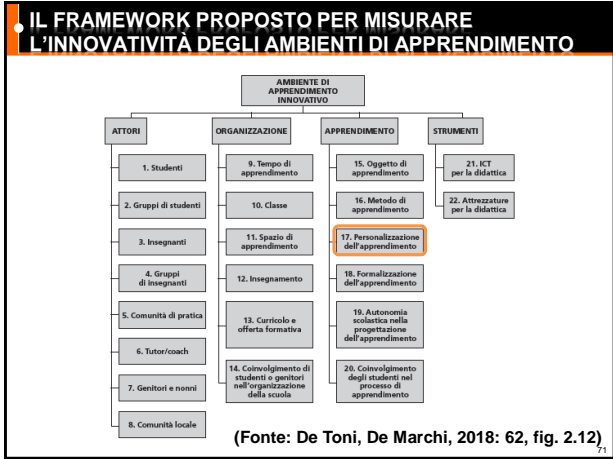 IL FRAMEWORK PROPOSTO PER MISURARE
L'INNOVATIVITÀ DEGLI AMBIENTI DI APPRENDIMENTO
AMBIENTE DI
APPRENDIMENTO
INNOVATIVO
ATTORI
1. Studenti
2. Gruppi di studenti
3. Insegnanti
4. Gruppi
di insegnanti
5. Comunità di pratica
6. Tutor/coach
7. Genitori e nonni
8. Comunità locale
ORGANIZZAZIONE
9. Tempo di
apprendimento
10. Classe
11. Spazio di
apprendimento
12. Insegnamento
13. Curricolo e
offerta formativa
14. Coinvolgimento di
studenti o genitori
nell'organizzazione
della scuola
APPRENDIMENTO
15. Oggetto di
apprendimento
16. Metodo di
apprendimento
17. Personalizzazione
dell'apprendimento
18. Formalizzazione
dell'apprendimento
19. Autonomia
scolastica nella
progettazione
dell'apprendimento
20. Coinvolgimento
degli studenti nel
processo di
apprendimento
STRUMENTI
21. ICT
per la didattica
22. Attrezzature
per la didattica
(Fonte: De Toni, De Marchi, 2018: 62, fig. 2.12)
71